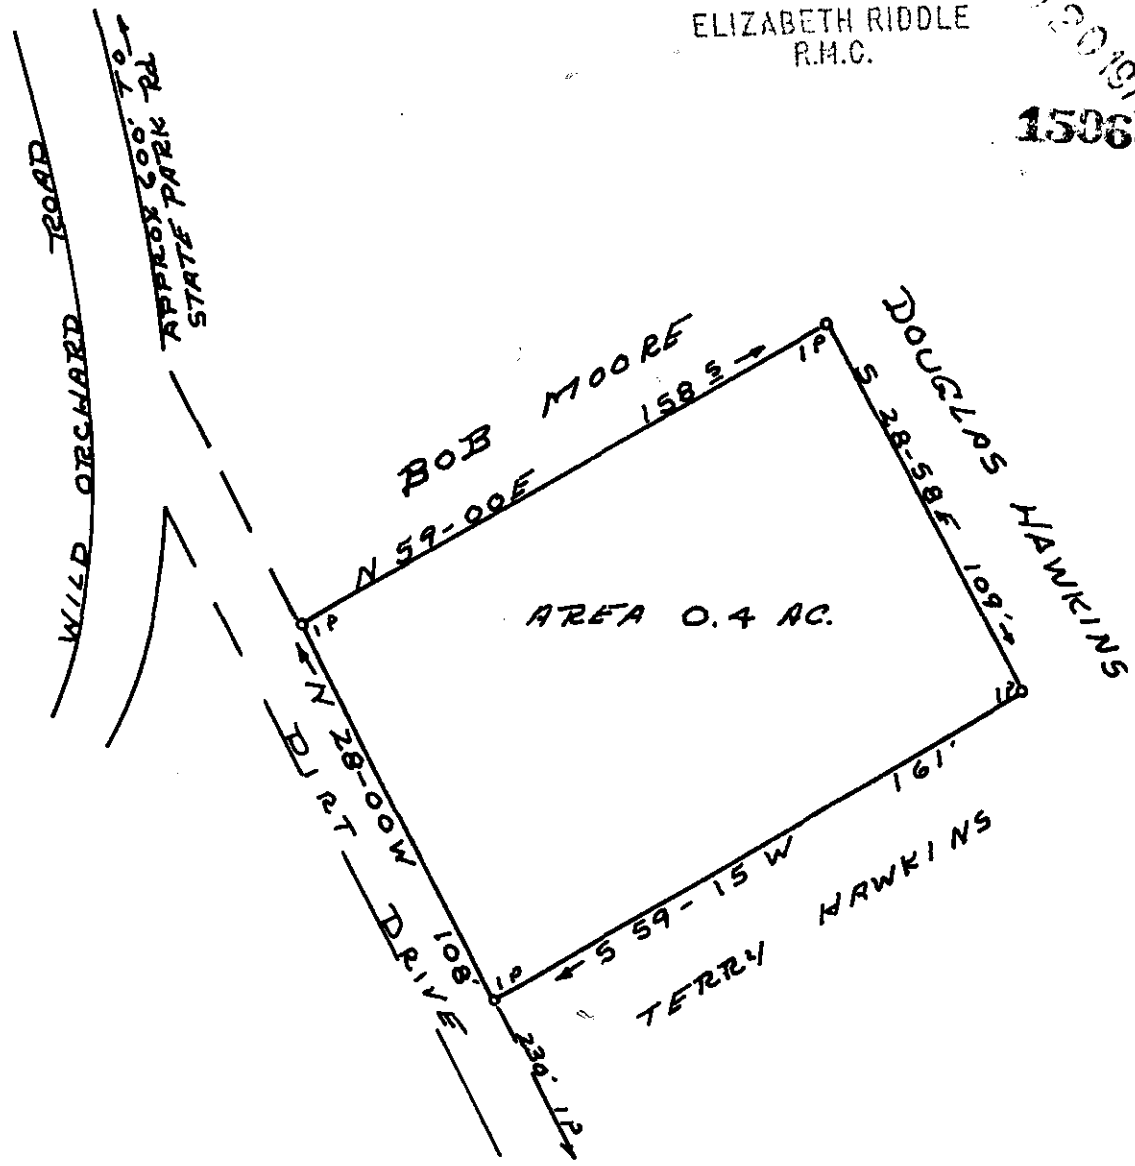 ELIZABETH RIDDLE
R.M.C.
1506
WILD ORCHARD ROAD
APPROX 600' TO
STATE PARK Rd
BOB MOORE
N 59-00E 158 5
IP
DOUGLAS HAWKINS
S 28-58E 109'
IP
AREA 0.4 AC.
IP
N 28-00W 108'
DIRT DRIVE
161'
S 59-15 W
TERRY HAWKINS
IP
230' IP